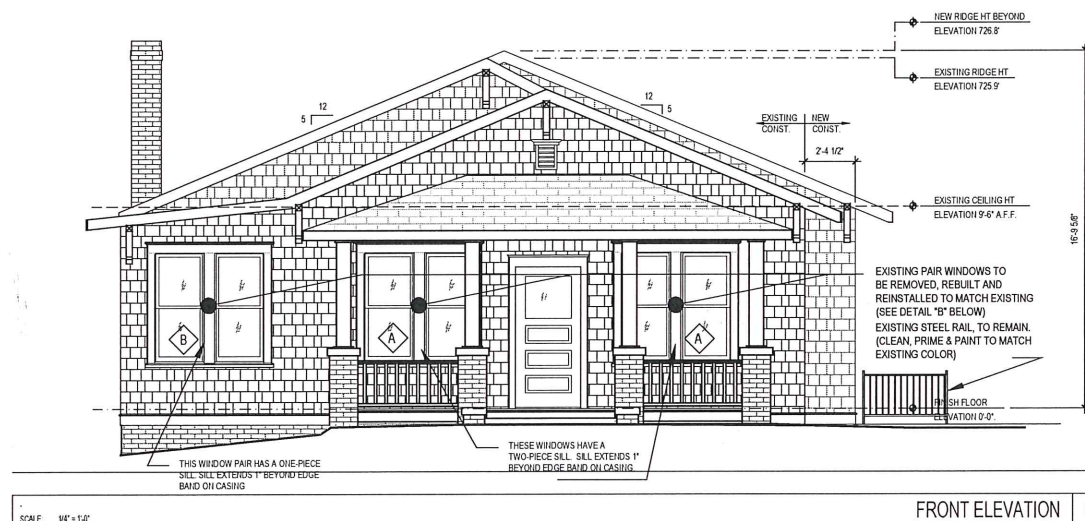 NEW RIDGE HT BEYOND
ELEVATION 726.8'
EXISTING RIDGE HT
ELEVATION 725.9'
12
5
12
5
EXISTING
CONST.
NEW
CONST.
2'-4 1/2"
EXISTING CEILING HT
ELEVATION 9'-6" A.F.F.
16'-9 5/8"
EXISTING PAIR WINDOWS TO
BE REMOVED, REBUILT AND
REINSTALLED TO MATCH EXISTING
(SEE DETAIL "B" BELOW)
EXISTING STEEL RAIL, TO REMAIN.
(CLEAN, PRIME & PAINT TO MATCH
EXISTING COLOR)
B
A
A
FINISH FLOOR
ELEVATION 0'-0".
THIS WINDOW PAIR HAS A ONE-PIECE
SILL. SILL EXTENDS 1" BEYOND EDGE
BAND ON CASING
THESE WINDOWS HAVE A
TWO-PIECE SILL. SILL EXTENDS 1"
BEYOND EDGE BAND ON CASING.
FRONT ELEVATION
SCALE 1/4" = 1'-0"